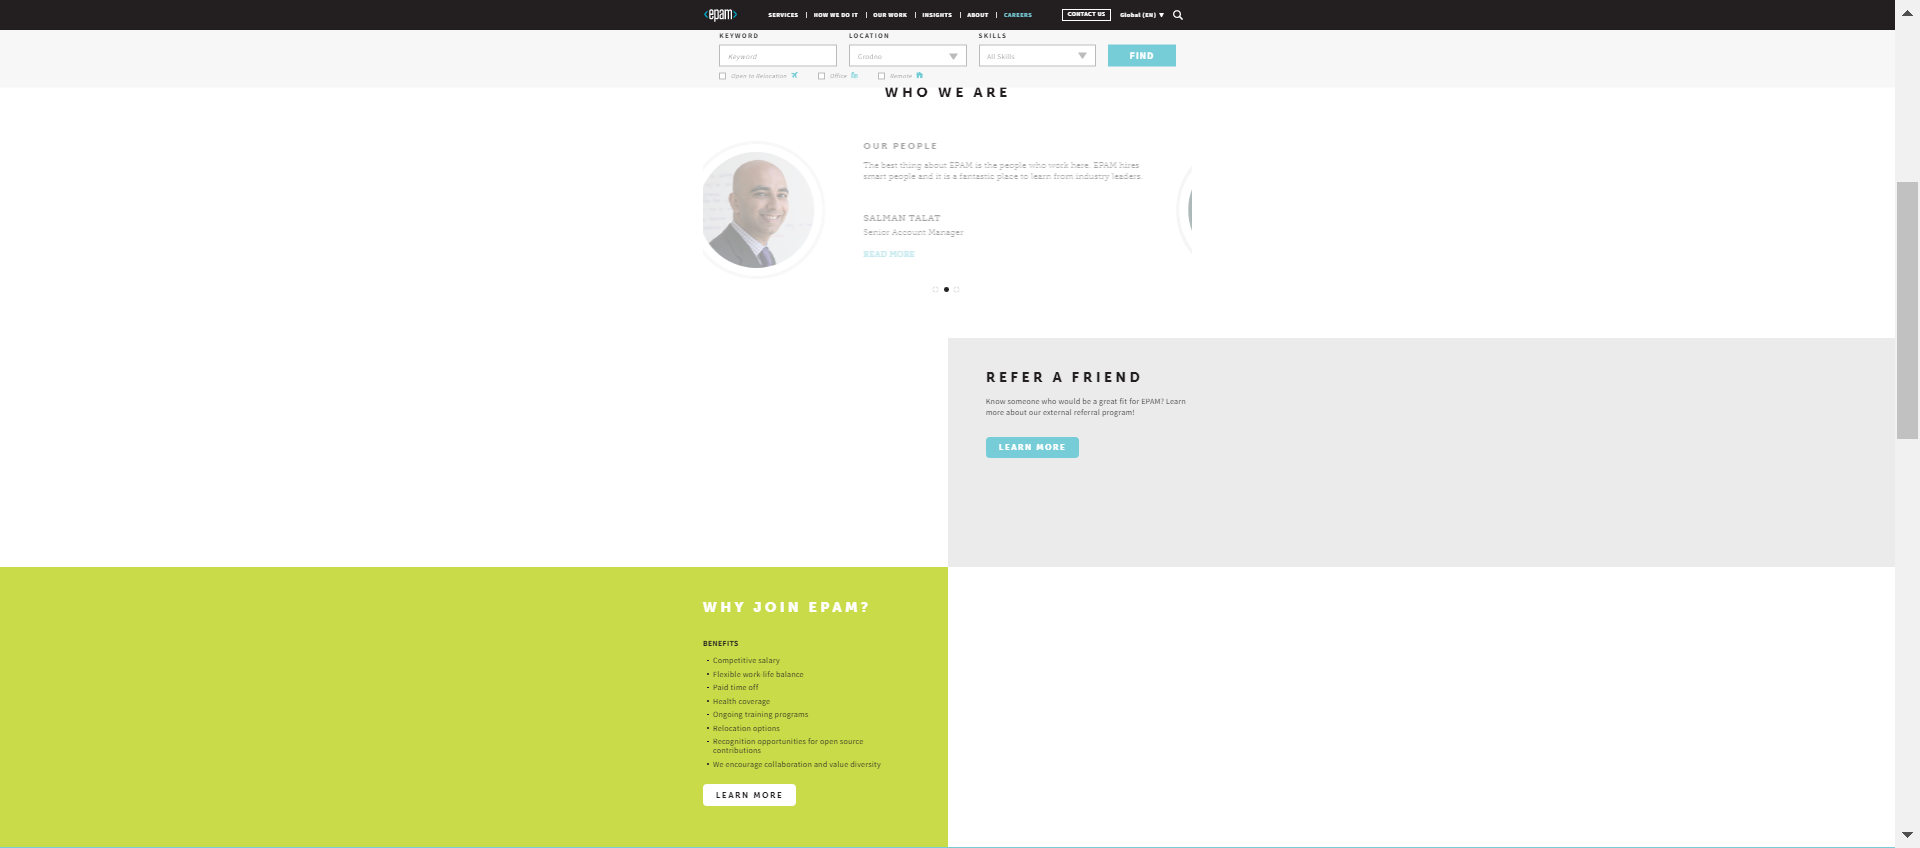 <epam>
SERVICES | HOW WE DO IT | OUR WORK | INSIGHTS | ABOUT | CAREERS
CONTACT US
Global (EN)
KEYWORD
LOCATION
SKILLS
Keyword
Grodno
All Skills
FIND
Open to Relocation
Office
Remote
WHO WE ARE
OUR PEOPLE
The best thing about EPAM is the people who work here. EPAM hires
smart people and it is a fantastic place to learn from industry leaders.
SALMAN TALAT
Senior Account Manager
READ MORE
REFER A FRIEND
Know someone who would be a great fit for EPAM? Learn
more about our external referral program!
LEARN MORE
WHY JOIN EPAM?
BENEFITS
Competitive salary
Flexible work life balance
Paid time off
Health coverage
Ongoing training programs
Relocation options
Recognition opportunities for open source
contributions
We encourage collaboration and value diversity
LEARN MORE